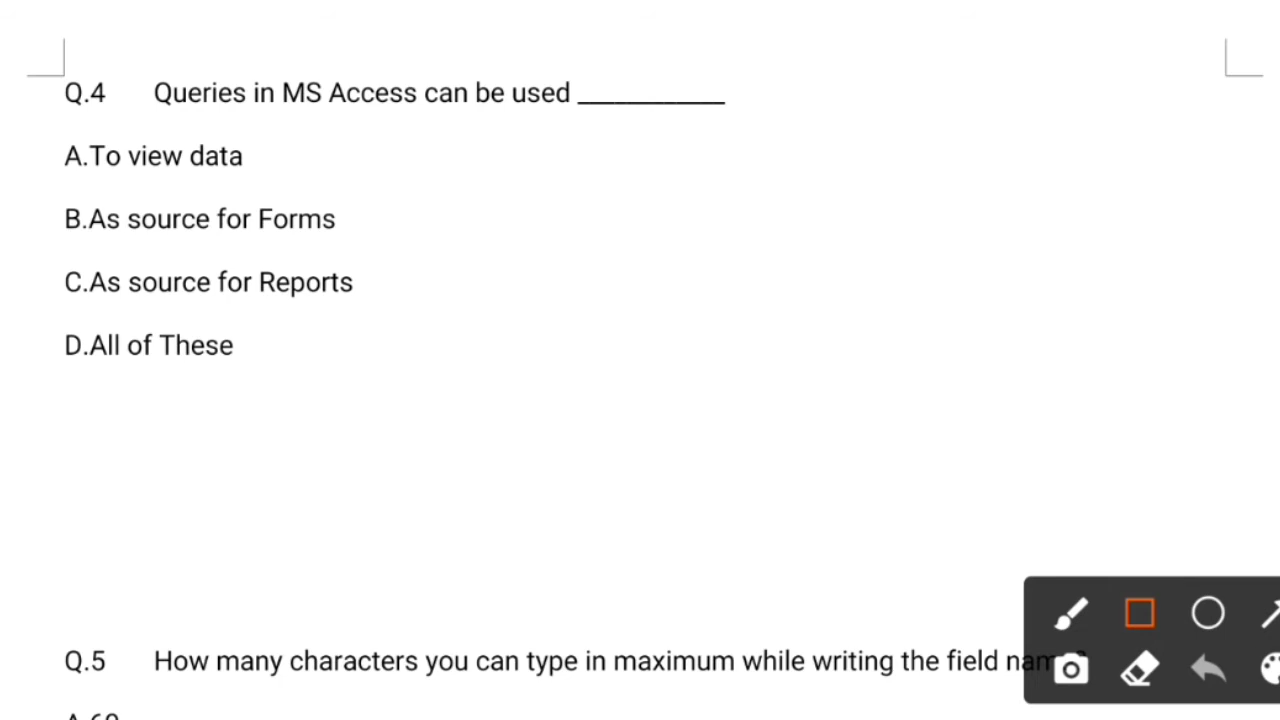 Q.4 Queries in MS Access can be used ___________
A.To view data
B.As source for Forms
C.As source for Reports
D.All of These
Q.5 How many characters you can type in maximum while writing the field